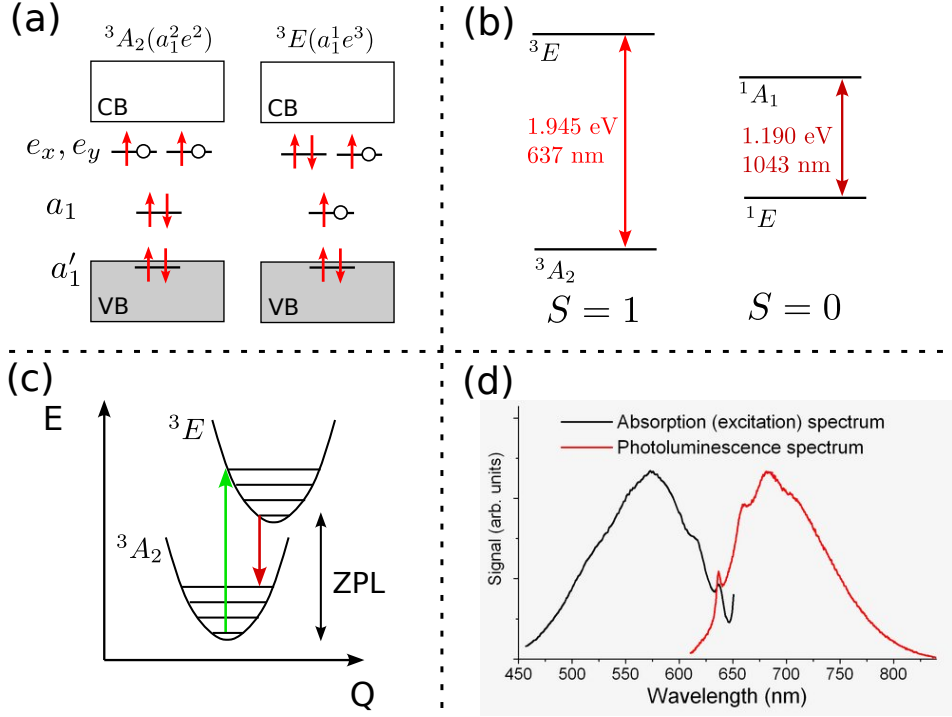 (a)
³A₂(a₁²e²)
³E(a₁¹e³)
CB
CB
eₓ, e_y
a₁
a₁′
VB
VB
(b)
³E
¹A₁
1.945 eV
637 nm
1.190 eV
1043 nm
¹E
³A₂
S = 1
S = 0
(c)
E
³E
³A₂
ZPL
Q
(d)
Absorption (excitation) spectrum
Photoluminescence spectrum
Signal (arb. units)
450 500 550 600 650 700 750 800
Wavelength (nm)